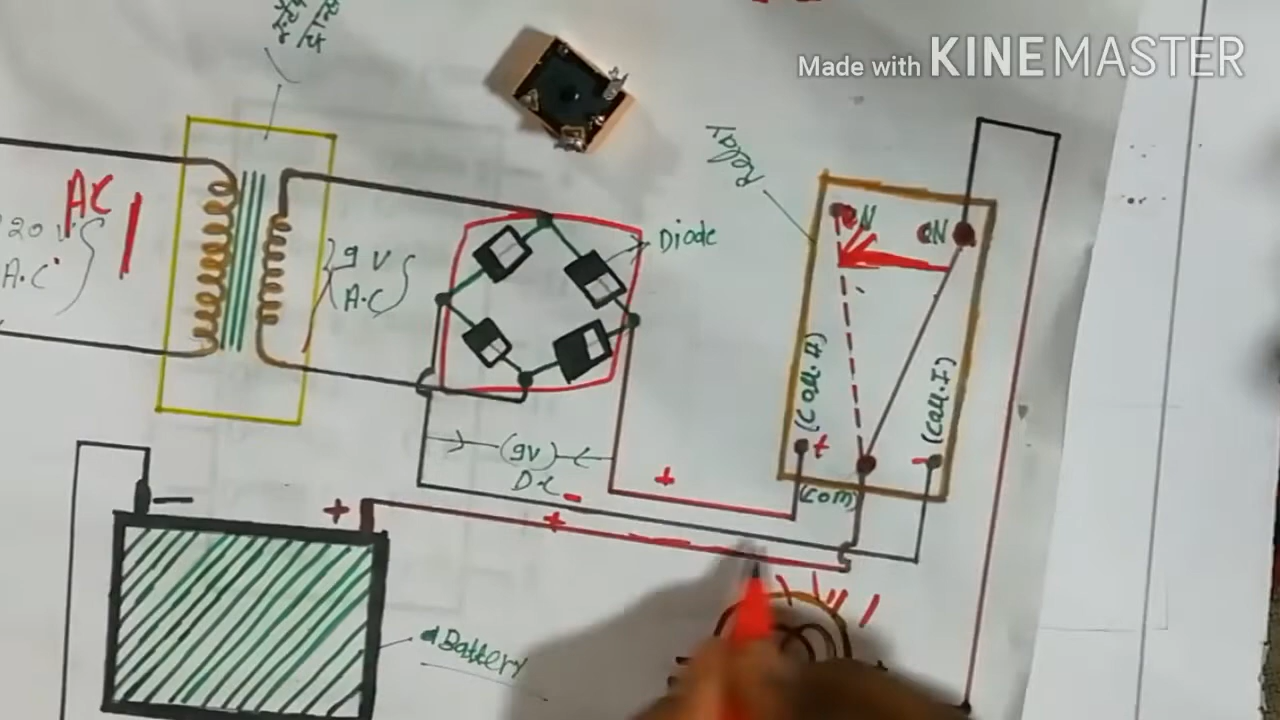 Made with KINEMASTER
AC
20 V
A.C
9 V
A.C
Diode
Relay
ON
ON
(Coil.A)
(Coil.I)
+
-
(Com)
(9V)
DC
+
-
+
+
—
Battery